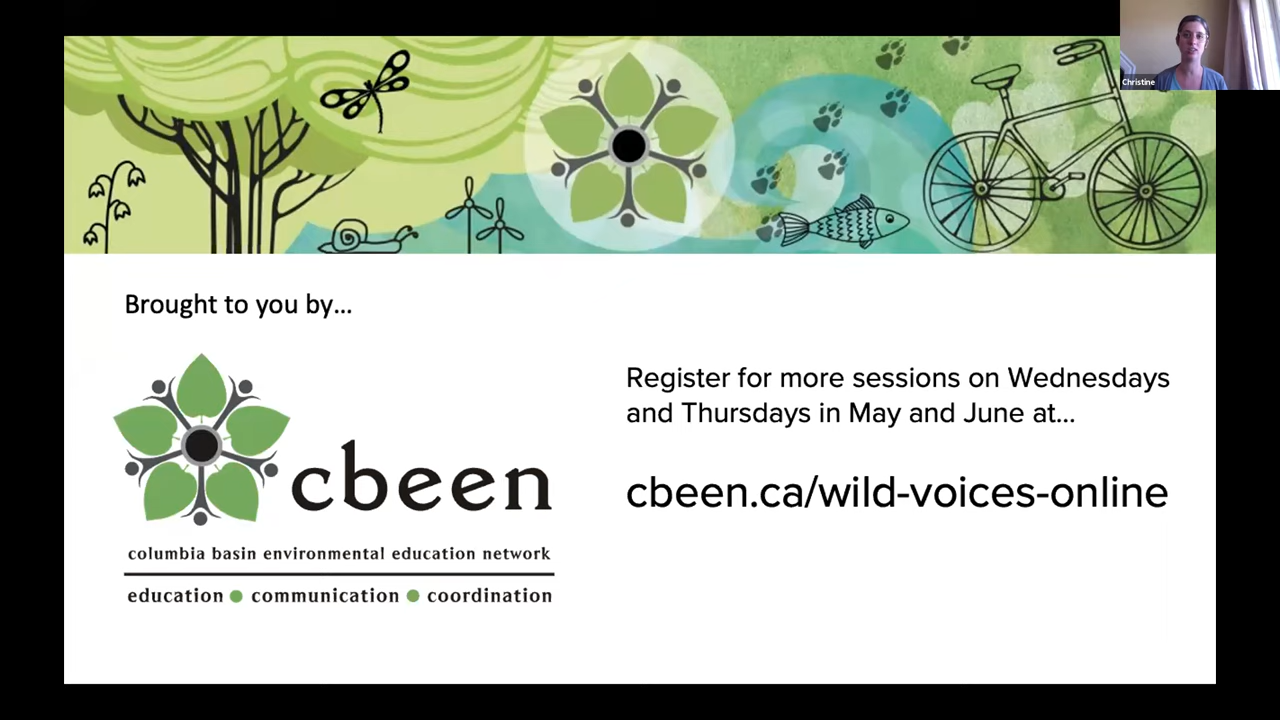 Christine
Brought to you by...
cbeen
columbia basin environmental education network
education ● communication ● coordination
Register for more sessions on Wednesdays
and Thursdays in May and June at...
cbeen.ca/wild-voices-online